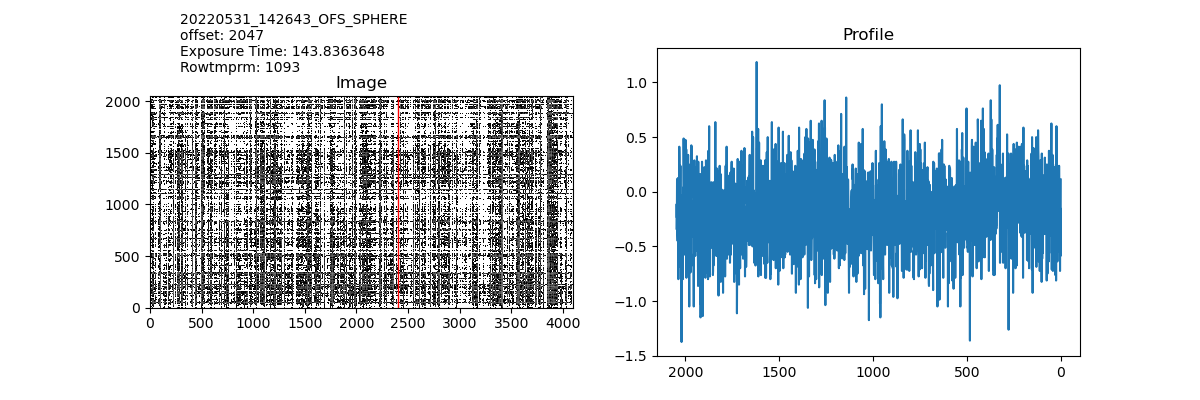 20220531_142643_OFS_SPHERE
offset: 2047
Exposure Time: 143.8363648
Rowtmprm: 1093
Image
2000
1500
1000
500
0
0 500 1000 1500 2000 2500 3000 3500 4000
Profile
1.0
0.5
0.0
−0.5
−1.0
−1.5
2000 1500 1000 500 0